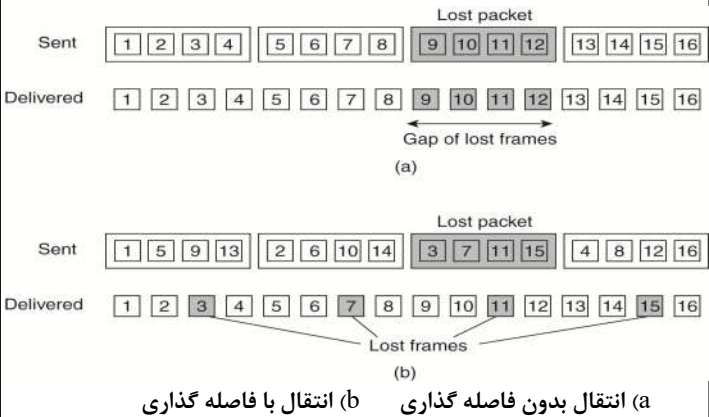 Lost packet
Sent 1 2 3 4 5 6 7 8 9 10 11 12 13 14 15 16
Delivered 1 2 3 4 5 6 7 8 9 10 11 12 13 14 15 16
Gap of lost frames
(a)
Lost packet
Sent 1 5 9 13 2 6 10 14 3 7 11 15 4 8 12 16
Delivered 1 2 3 4 5 6 7 8 9 10 11 12 13 14 15 16
Lost frames
(b)
a) انتقال بدون فاصله گذاری b) انتقال با فاصله گذاری